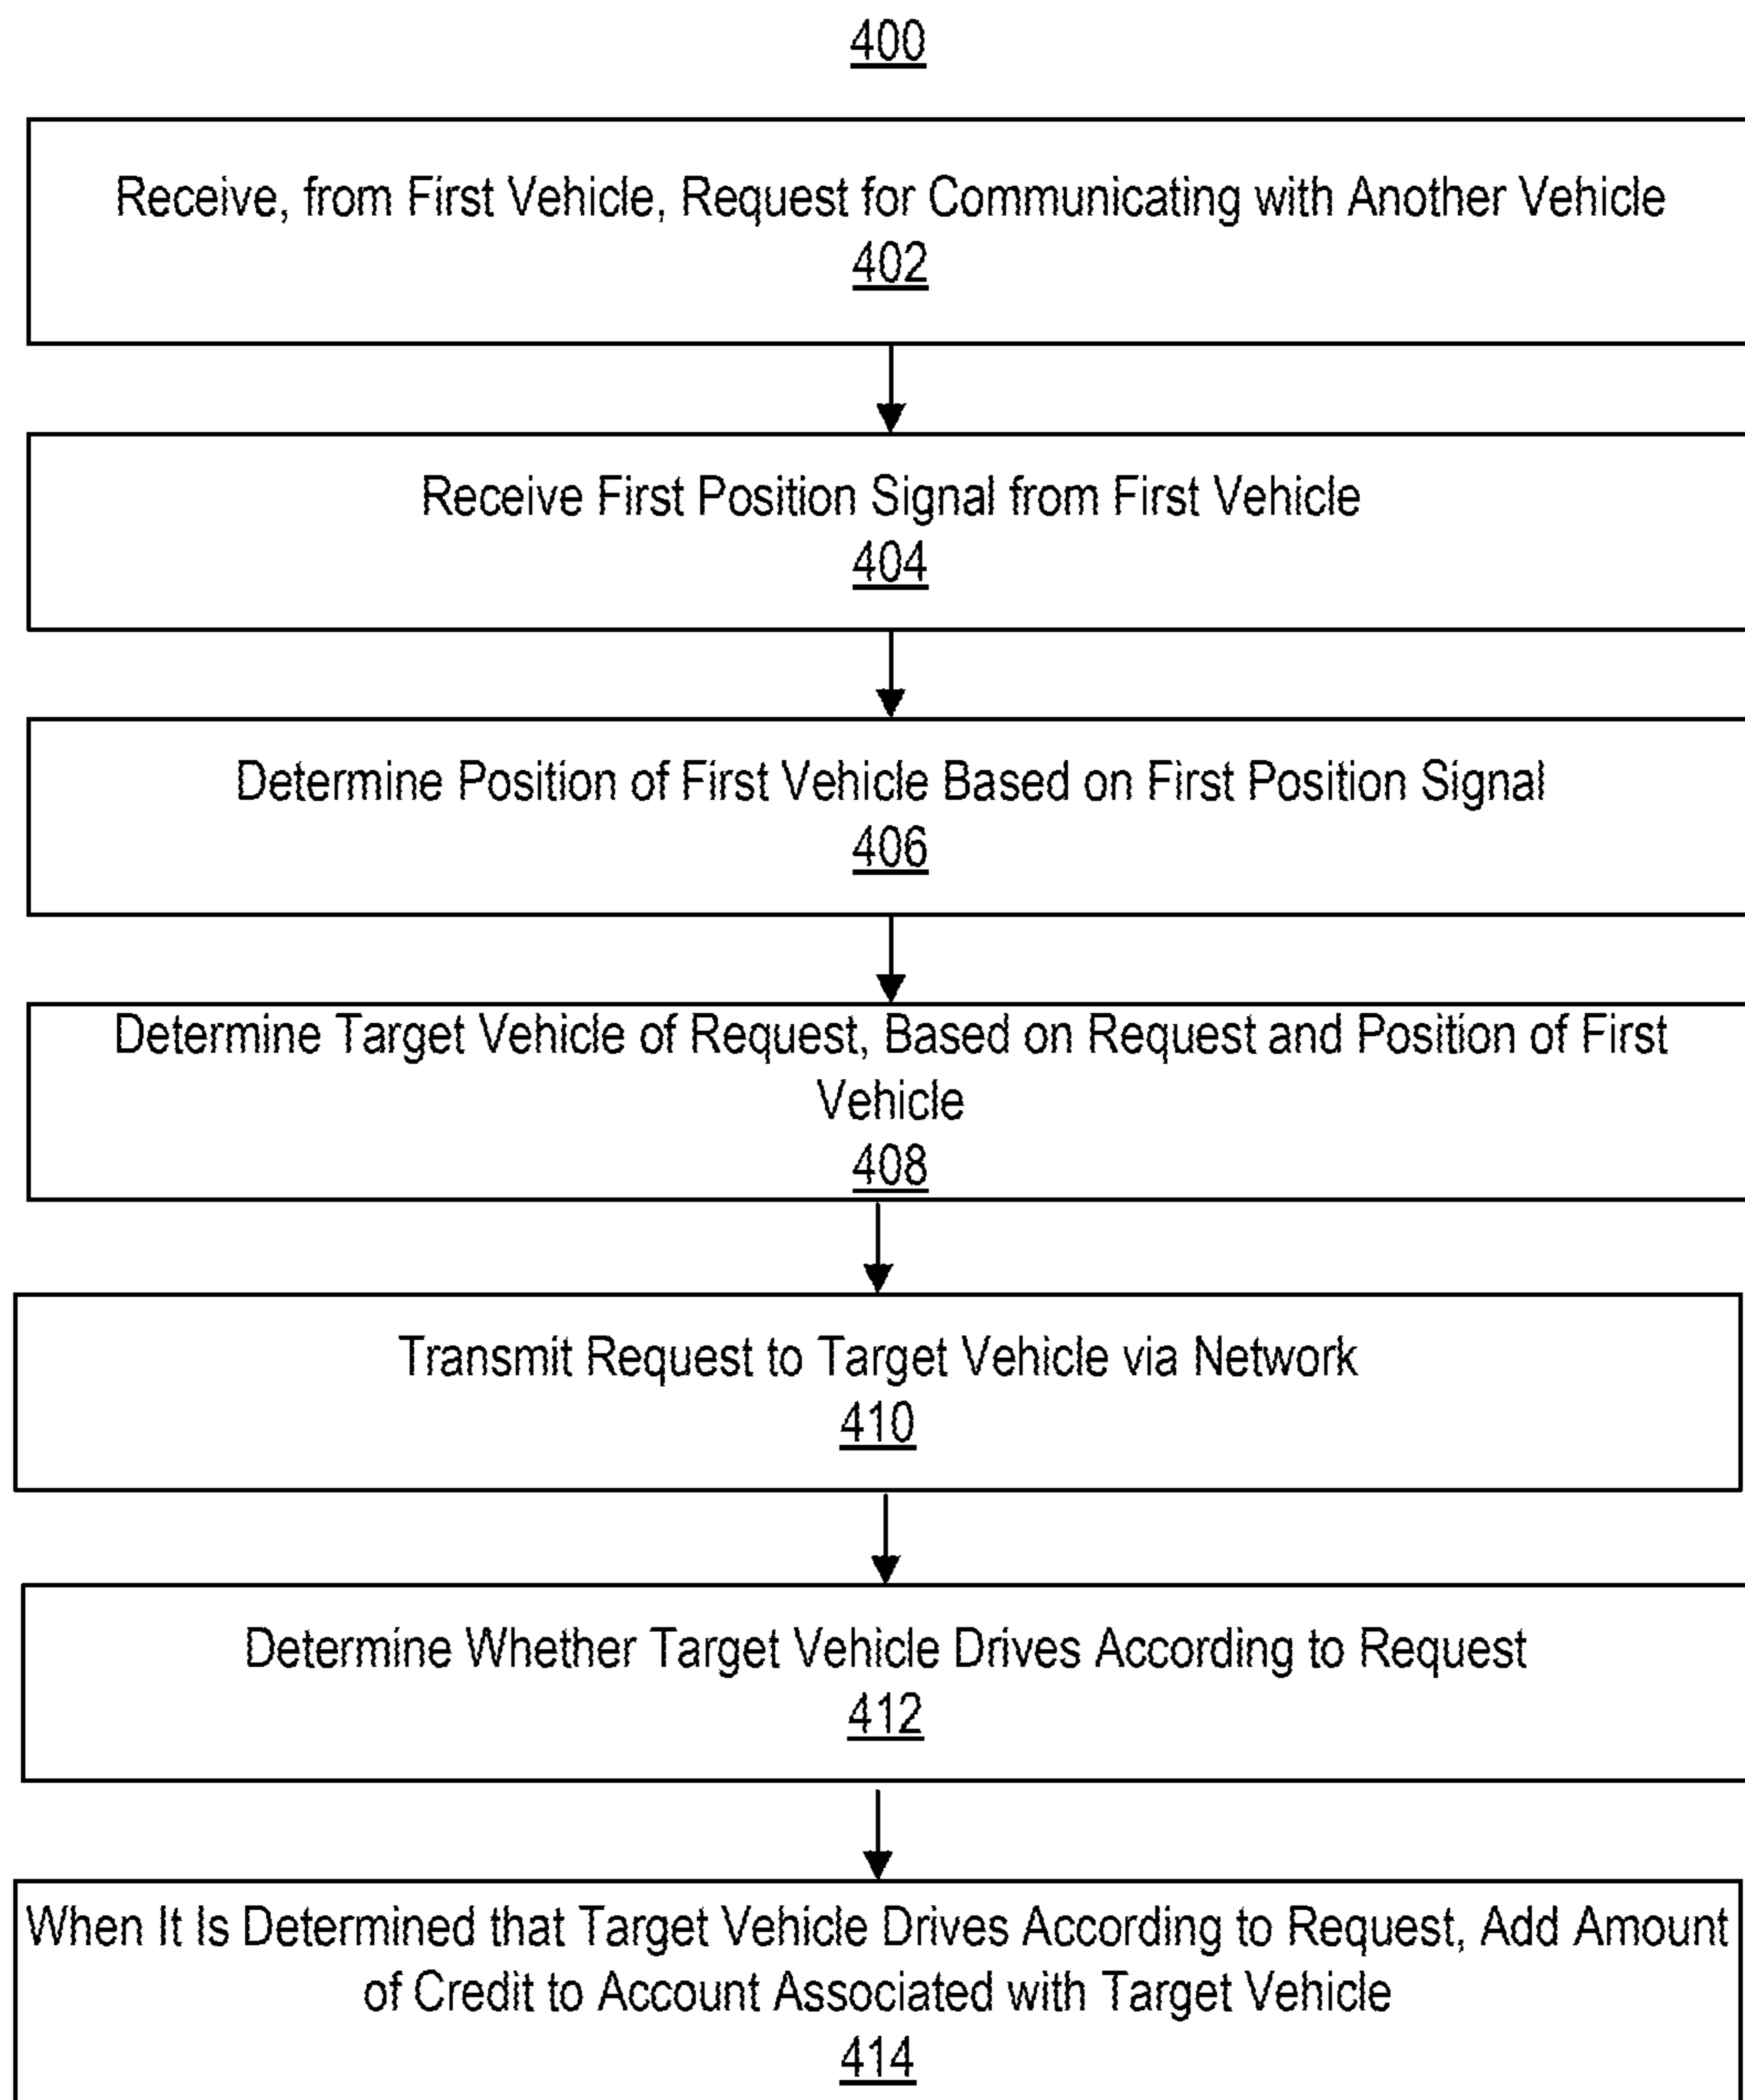 400
Receive, from First Vehicle, Request for Communicating with Another Vehicle
402
Receive First Position Signal from First Vehicle
404
Determine Position of First Vehicle Based on First Position Signal
406
Determine Target Vehicle of Request, Based on Request and Position of First
Vehicle
408
Transmit Request to Target Vehicle via Network
410
Determine Whether Target Vehicle Drives According to Request
412
When It Is Determined that Target Vehicle Drives According to Request, Add Amount
of Credit to Account Associated with Target Vehicle
414